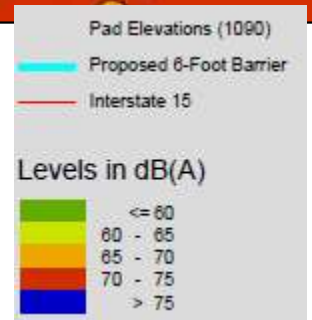 Pad Elevations (1090)
Proposed 6-Foot Barrier
Interstate 15
Levels in dB(A)
<= 60
60 - 65
65 - 70
70 - 75
> 75